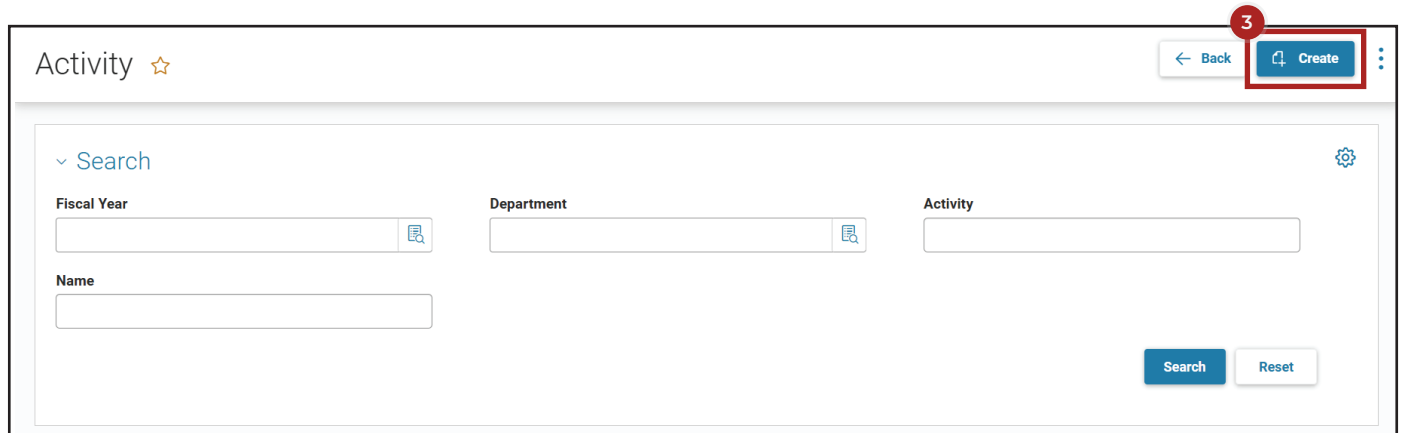 3
Activity
Back
Create
Search
Fiscal Year
Department
Activity
Name
Search
Reset